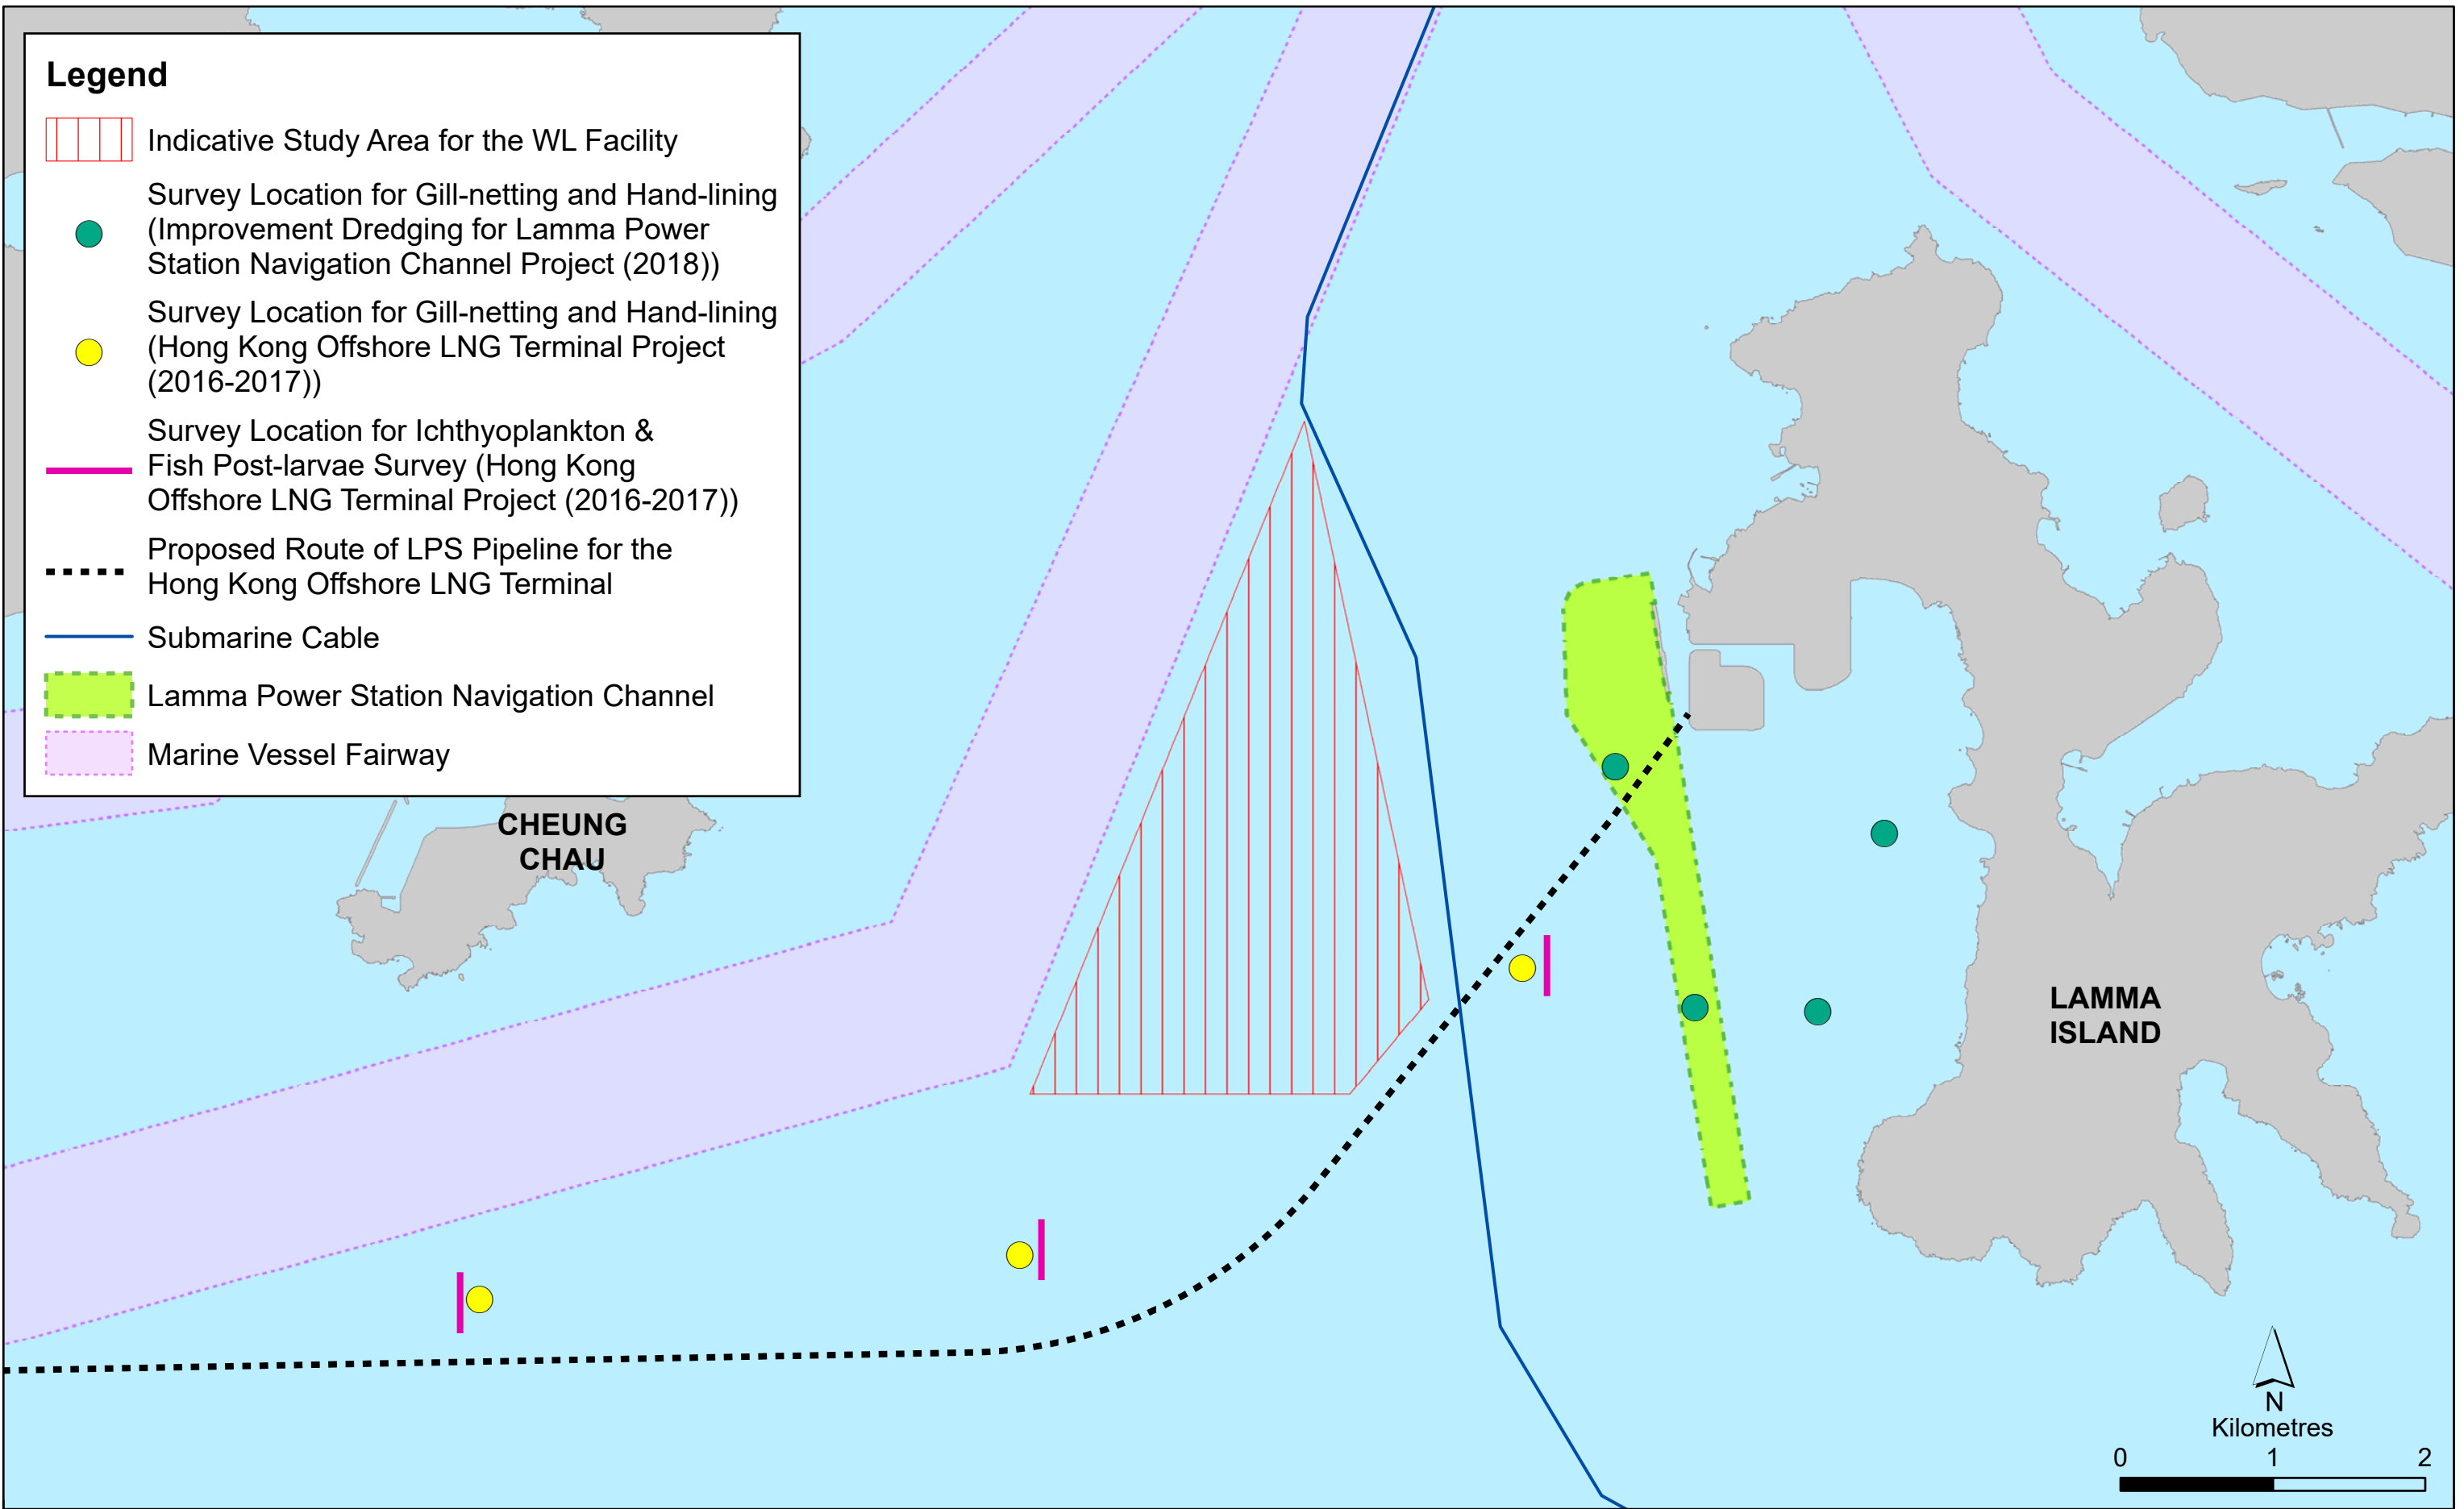 Legend
Indicative Study Area for the WL Facility
Survey Location for Gill-netting and Hand-lining
(Improvement Dredging for Lamma Power
Station Navigation Channel Project (2018))
Survey Location for Gill-netting and Hand-lining
(Hong Kong Offshore LNG Terminal Project
(2016-2017))
Survey Location for Ichthyoplankton &
Fish Post-larvae Survey (Hong Kong
Offshore LNG Terminal Project (2016-2017))
Proposed Route of LPS Pipeline for the
Hong Kong Offshore LNG Terminal
Submarine Cable
Lamma Power Station Navigation Channel
Marine Vessel Fairway
CHEUNG
CHAU
LAMMA
ISLAND
N
Kilometres
0 1 2